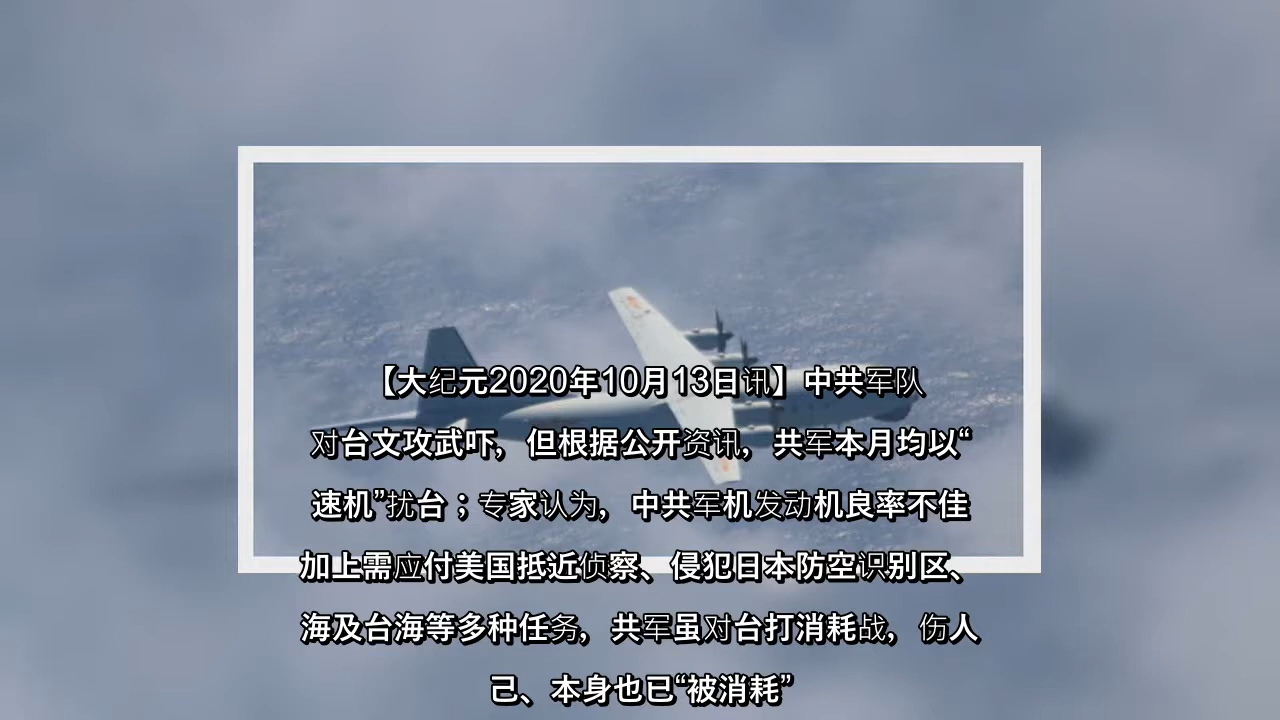 【大纪元2020年10月13日讯】中共军队
对台文攻武吓，但根据公开资讯，共军本月均以“
速机”扰台；专家认为，中共军机发动机良率不佳
加上需应付美国抵近侦察、侵犯日本防空识别区、
海及台海等多种任务，共军虽对台打消耗战，伤人
己、本身也已“被消耗”